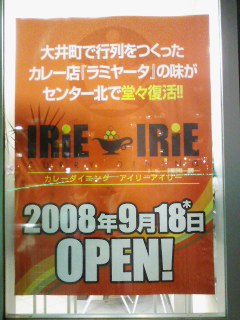 大井町で行列をつくった
カレー店『ラミヤータ』の味が
センター北で堂々復活!!
IRiE IRiE
カレーダイニング アイリーアイリー
2008年9月18木日
OPEN!